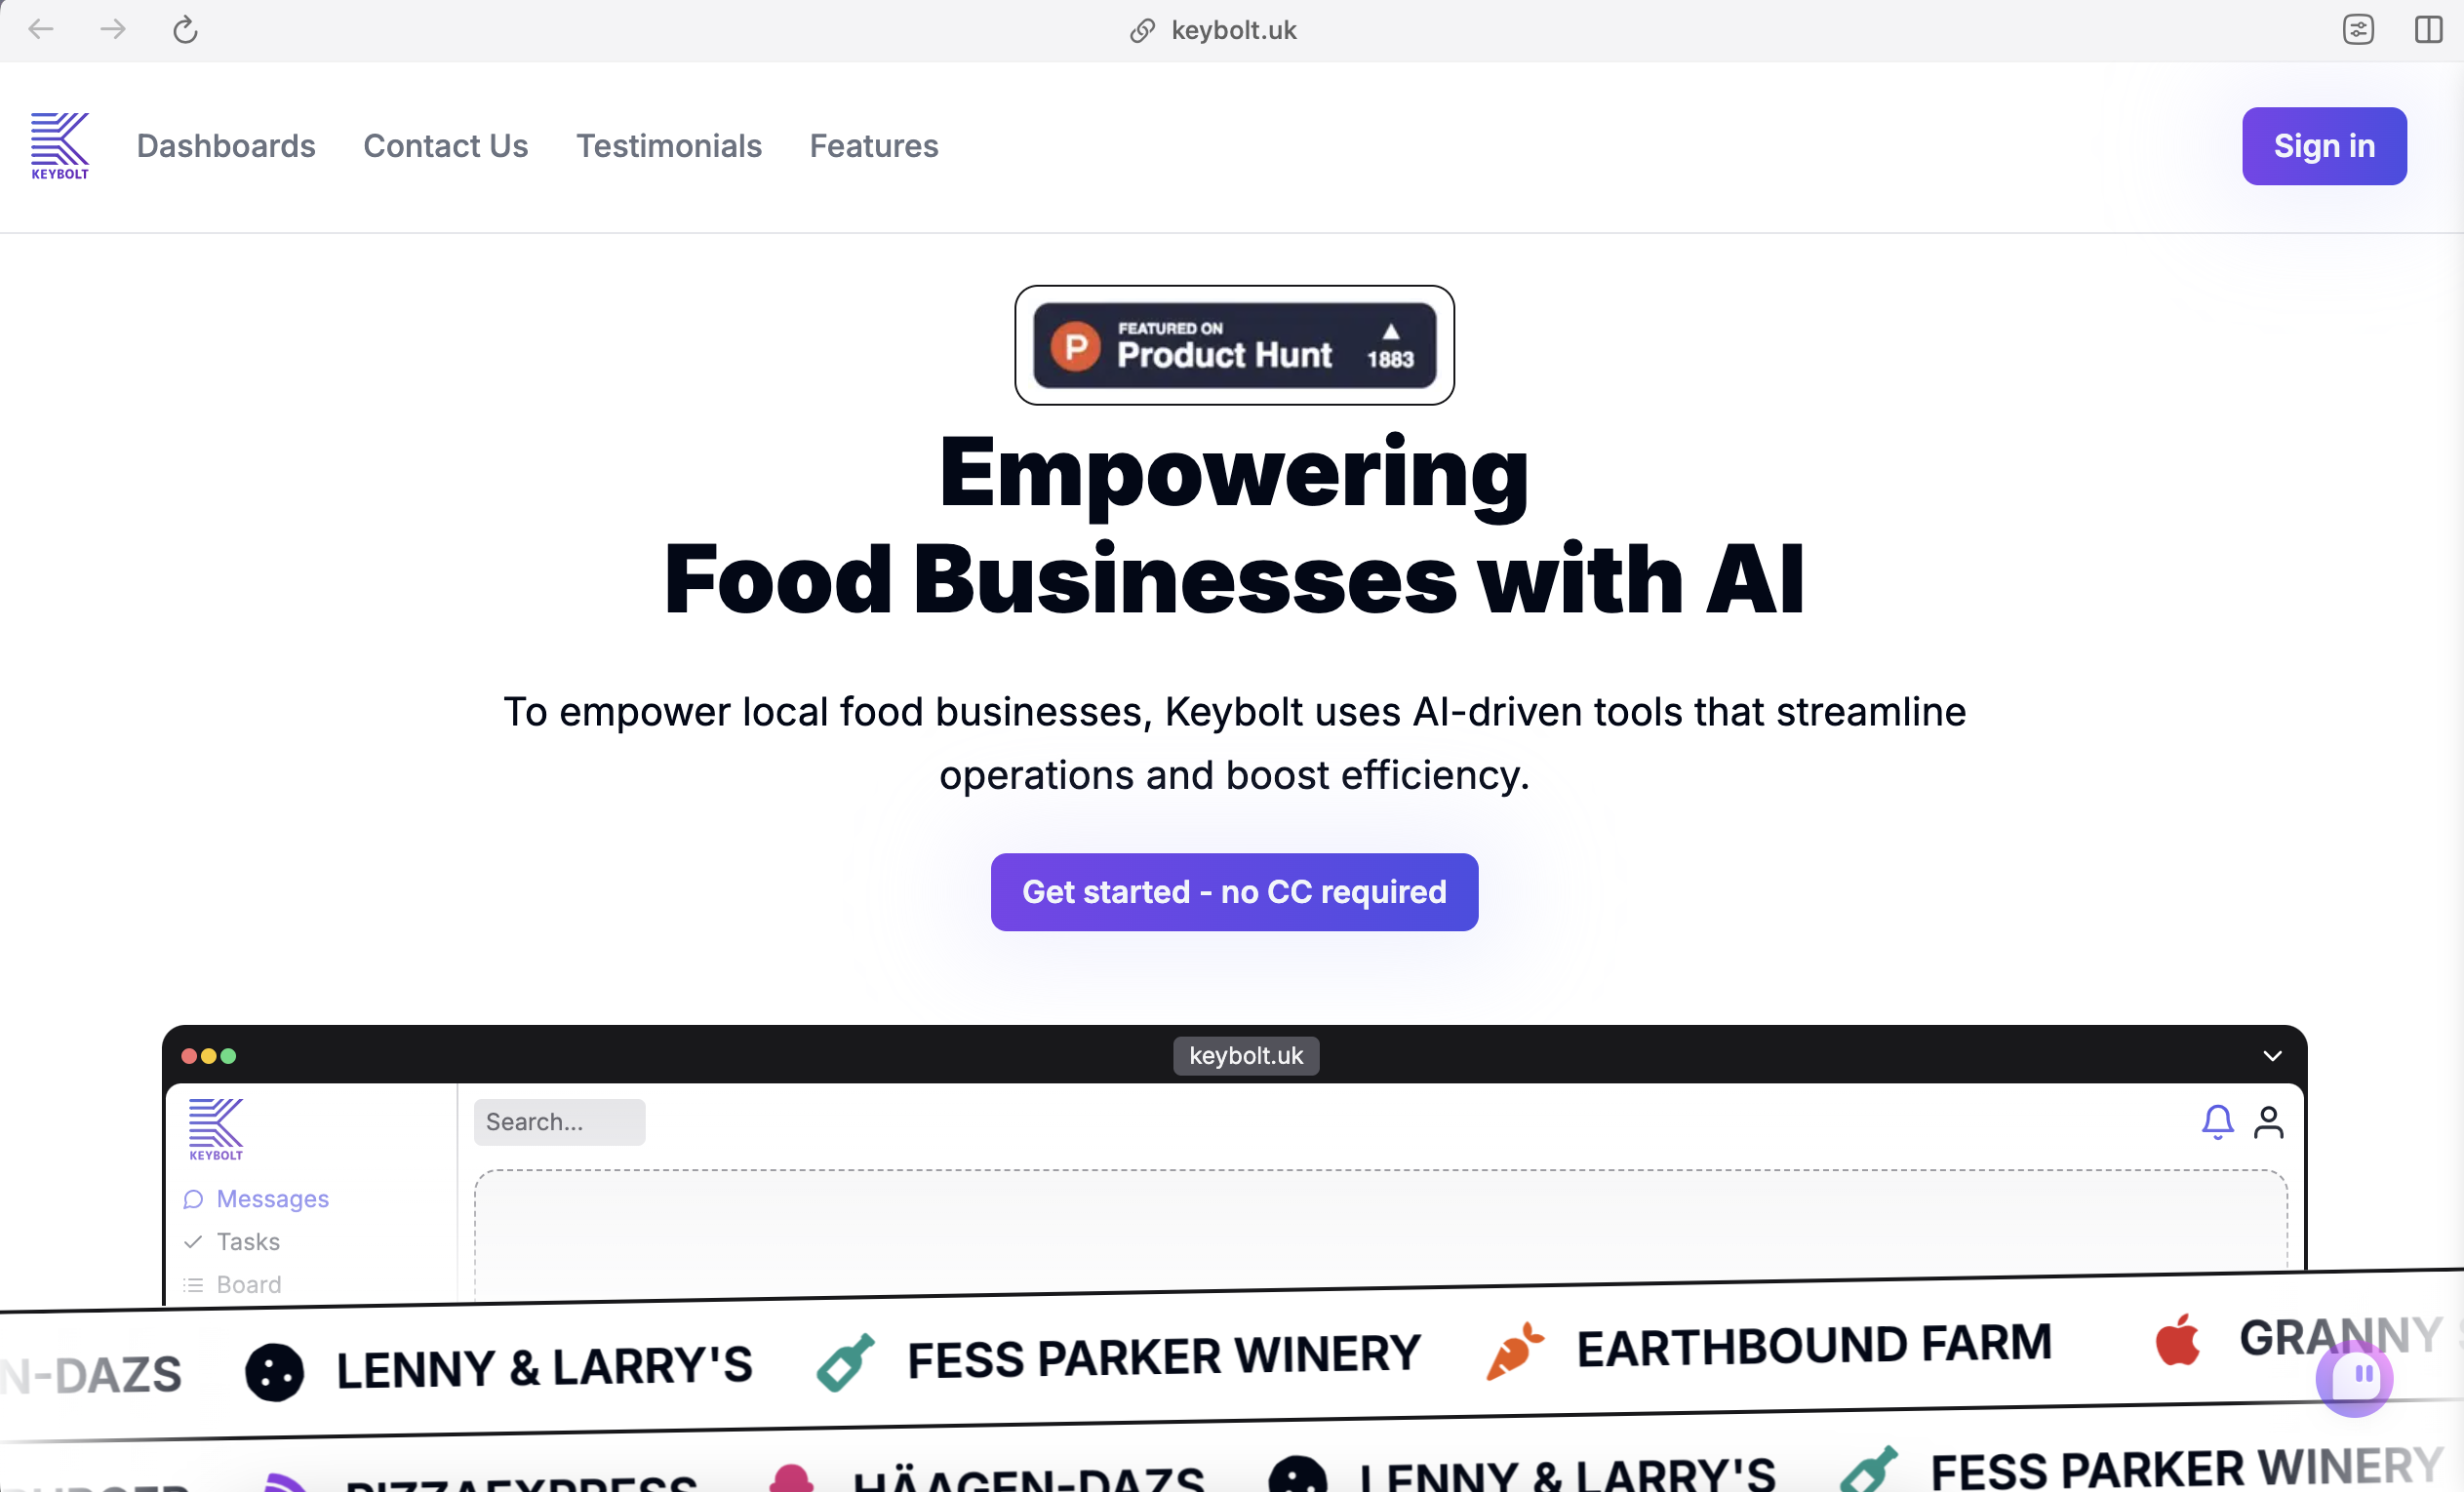 keybolt.uk
KEYBOLT
Dashboards
Contact Us
Testimonials
Features
Sign in
FEATURED ON
Product Hunt
1883
Empowering
Food Businesses with AI
To empower local food businesses, Keybolt uses AI-driven tools that streamline
operations and boost efficiency.
Get started - no CC required
keybolt.uk
KEYBOLT
Search...
Messages
Tasks
Board
N-DAZS
LENNY & LARRY'S
FESS PARKER WINERY
EARTHBOUND FARM
GRANNY
PIZZAEXPRESS
HÄAGEN-DAZS
LENNY & LARRY'S
FESS PARKER WINERY